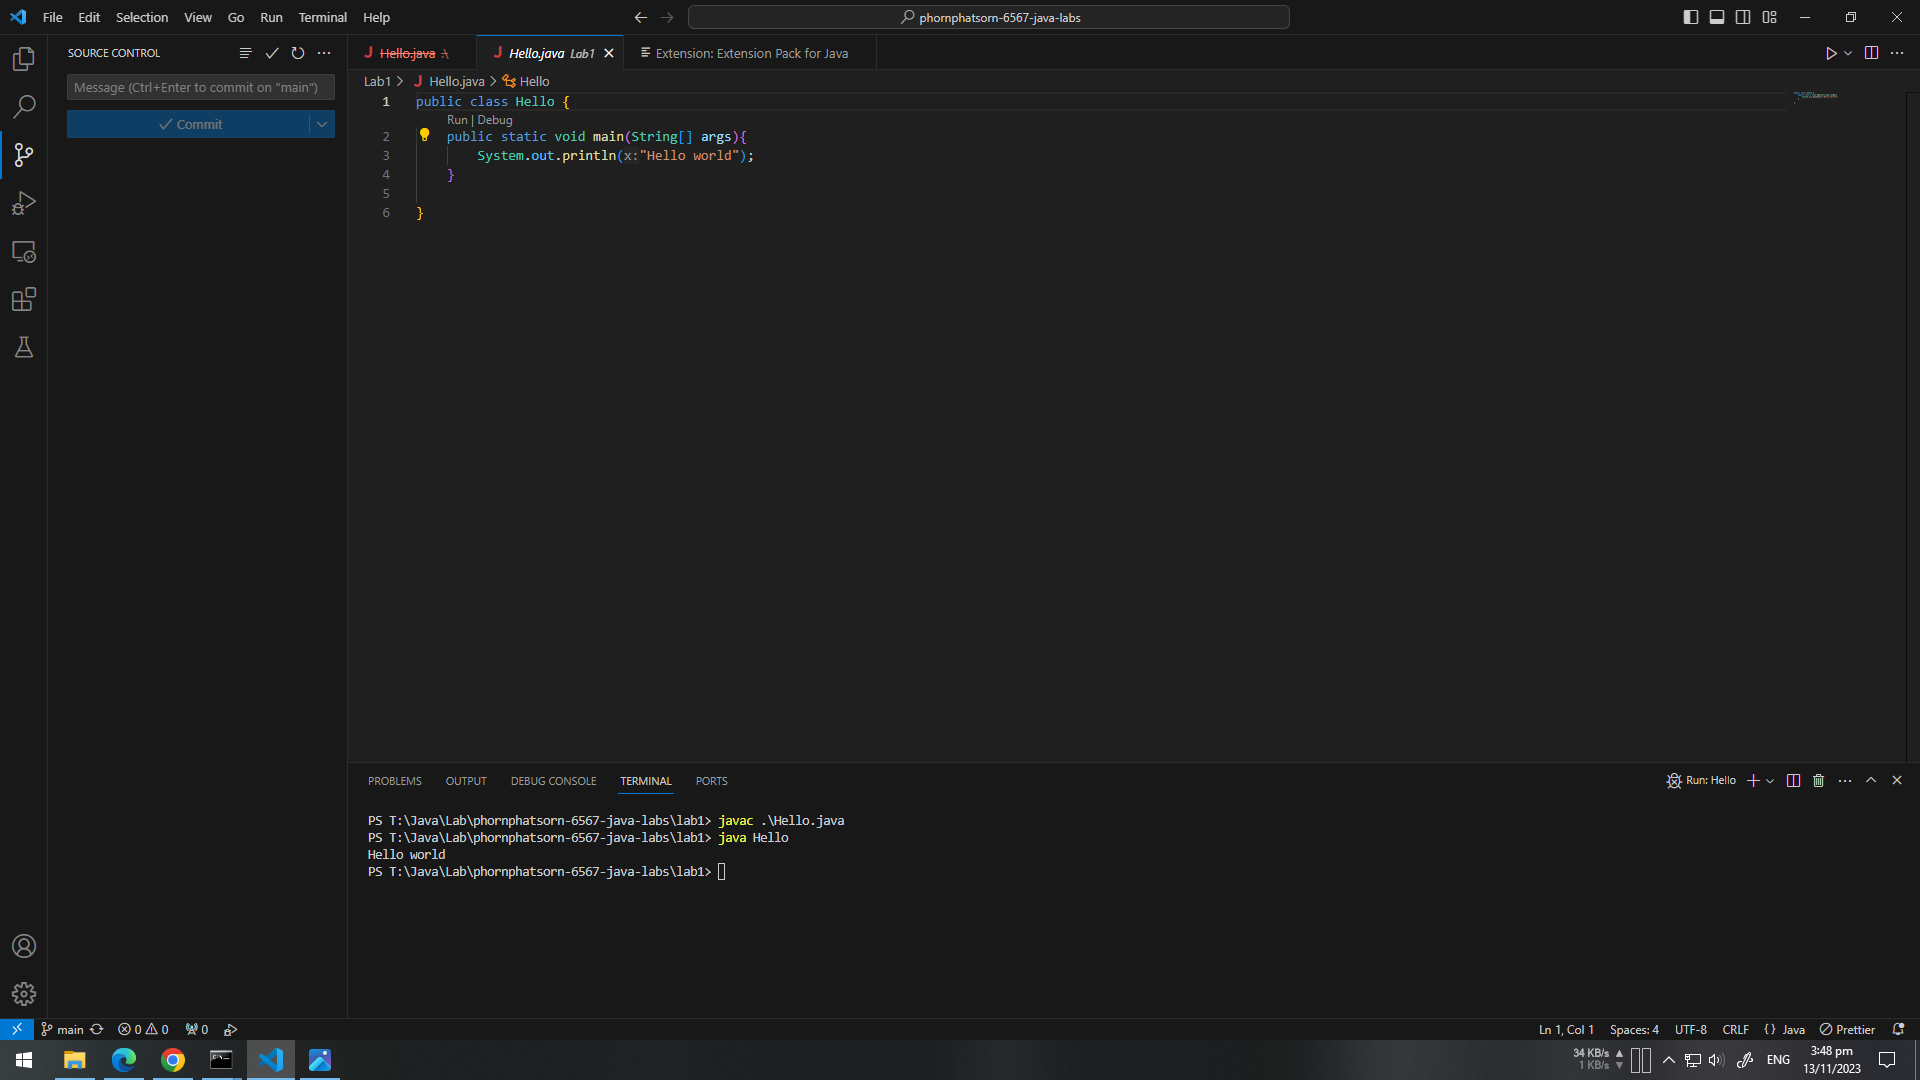 File Edit Selection View Go Run Terminal Help
phornphatsorn-6567-java-labs
SOURCE CONTROL
Message (Ctrl+Enter to commit on "main")
Commit
Hello.java .\
Hello.java Lab1
Extension: Extension Pack for Java
Lab1 > Hello.java > Hello
1 public class Hello {
Run | Debug
2 public static void main(String[] args){
3 System.out.println(x:"Hello world");
4 }
5
6 }
PROBLEMS OUTPUT DEBUG CONSOLE TERMINAL PORTS
Run: Hello
PS T:\Java\Lab\phornphatsorn-6567-java-labs\lab1> javac .\Hello.java
PS T:\Java\Lab\phornphatsorn-6567-java-labs\lab1> java Hello
Hello world
PS T:\Java\Lab\phornphatsorn-6567-java-labs\lab1>
main 0 0 0
Ln 1, Col 1 Spaces: 4 UTF-8 CRLF {} Java Prettier
34 KB/s
1 KB/s
ENG
3:48 pm
13/11/2023